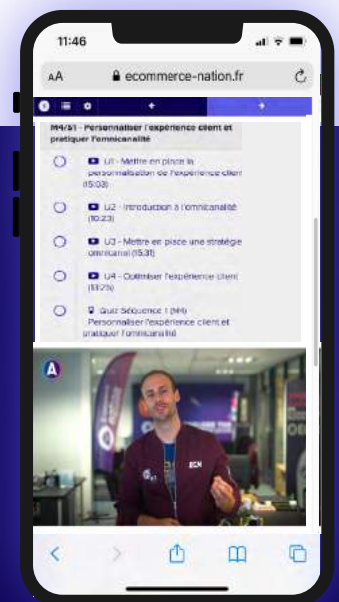 11:46
AA
ecommerce-nation.fr
M4/S1 - Personnaliser l'expérience client et
pratiquer l'omnicanalité
U1 - Mettre en place la
personnalisation de l'expérience clien
(15:03)
U2 - Introduction à l'omnicanalité
(10:23)
U3 - Mettre en place une stratégie
omnicanal (15:31)
U4 - Optimiser l'expérience client
(13:25)
Quiz Séquence 1 (M4)
Personnaliser l'expérience client et
pratiquer l'omnicanalité
A
ECN